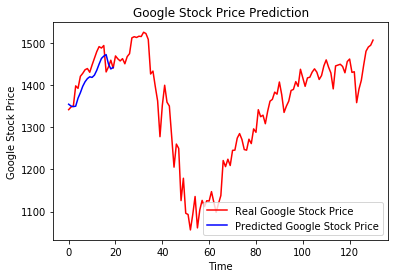 Google Stock Price Prediction
Google Stock Price
1500
1400
1300
1200
1100
0 20 40 60 80 100 120
Time
Real Google Stock Price
Predicted Google Stock Price